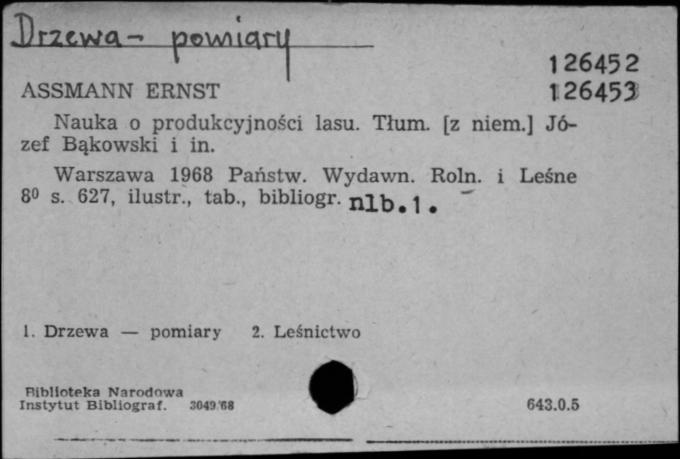 Drzewa - pomiary
126452
ASSMANN ERNST 126453
Nauka o produkcyjności lasu. Tłum. [z niem.] Jó-
zef Bąkowski i in.
Warszawa 1968 Państw. Wydawn. Roln. i Leśne
8⁰ s. 627, ilustr., tab., bibliogr. nlb. 1.
1. Drzewa — pomiary 2. Leśnictwo
Biblioteka Narodowa
Instytut Bibliograf. 3049/68 643.0.5